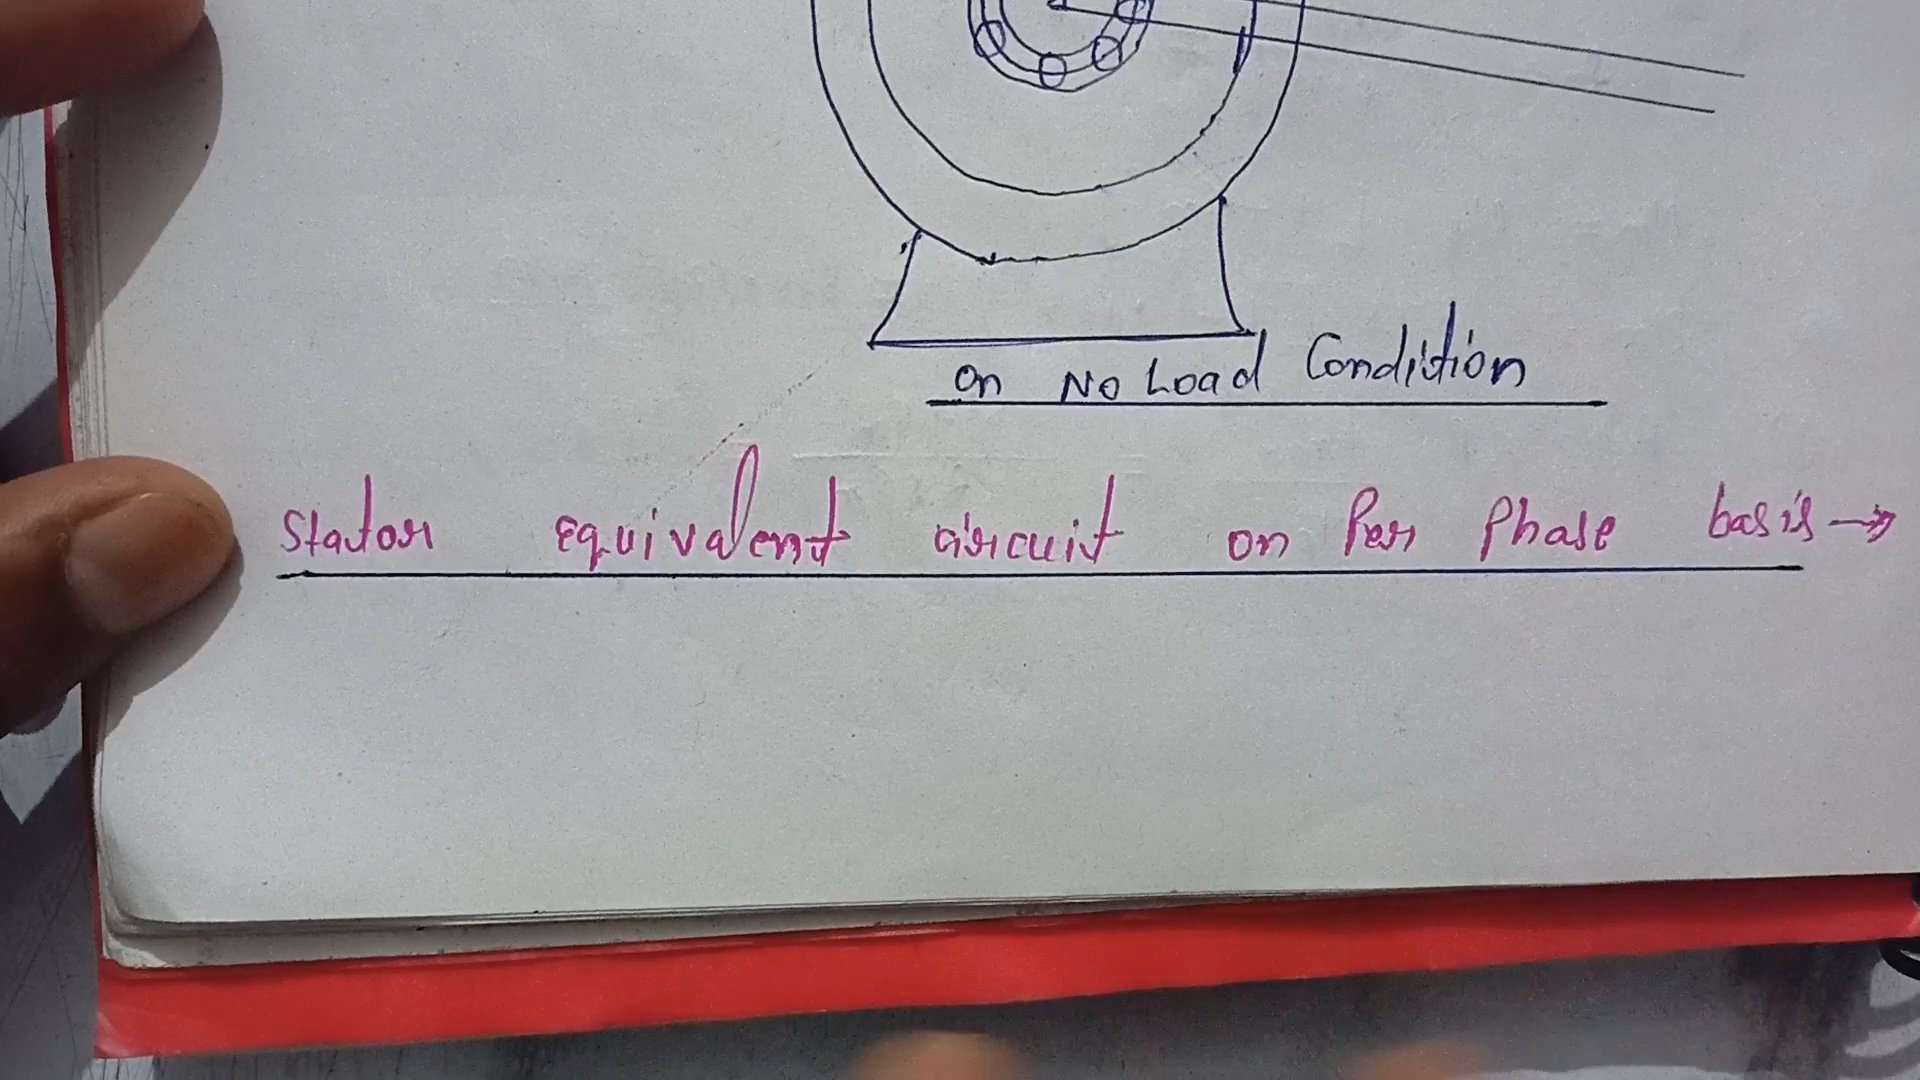 on No Load Condition
Stator equivalent circuit on Per Phase basis →